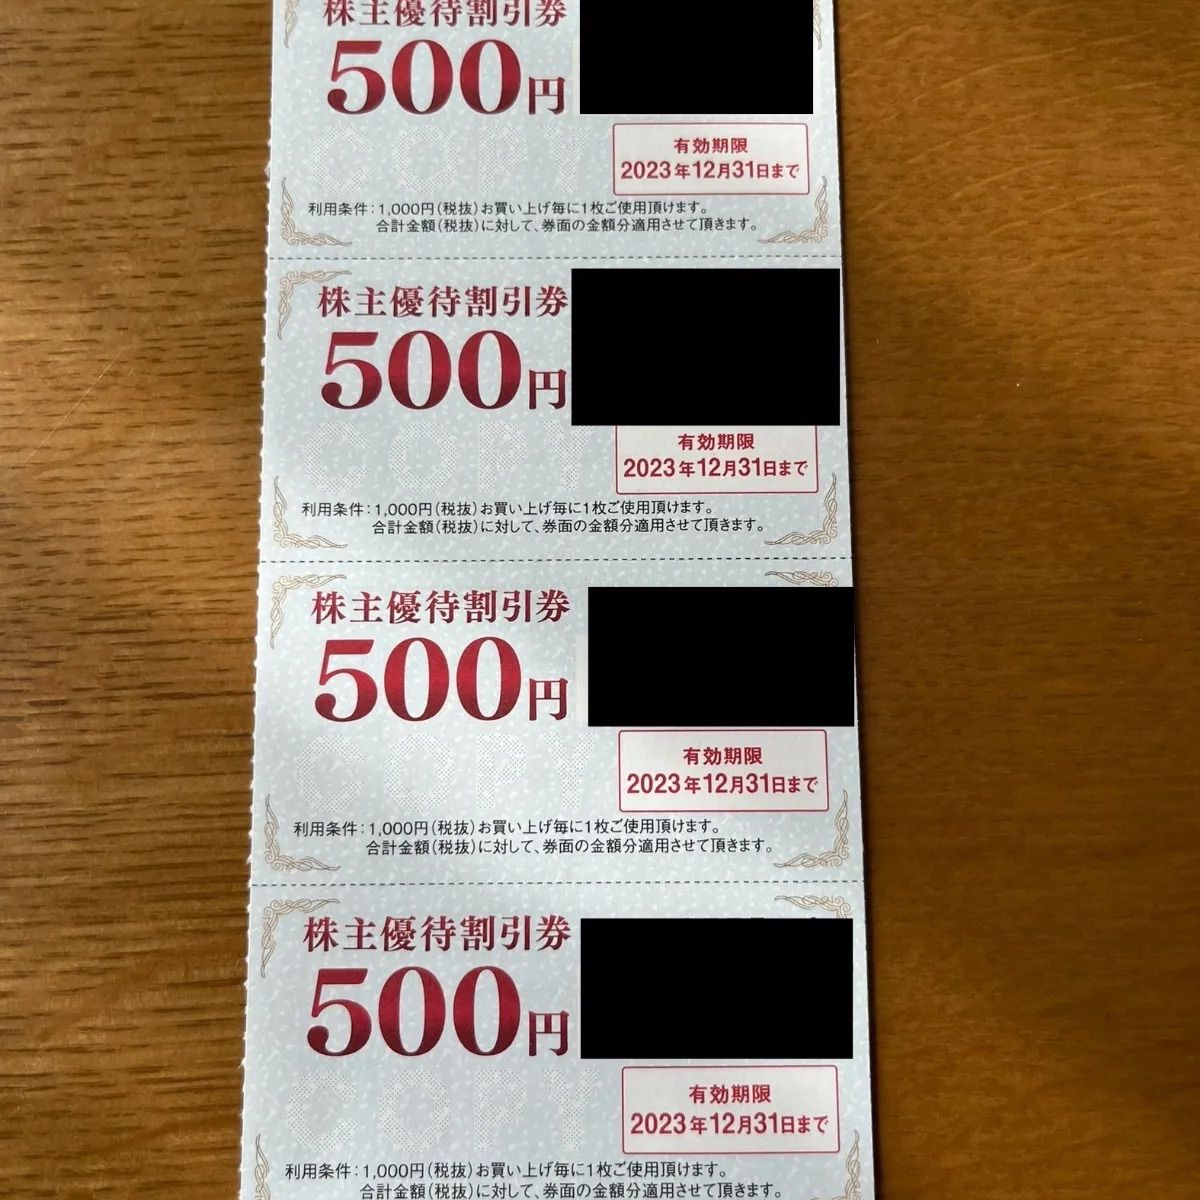 株主優待割引券
500円
COPY
有効期限
2023年12月31日まで
利用条件：1,000円（税抜）お買い上げ毎に1枚ご使用頂けます。
合計金額（税抜）に対して、券面の金額分適用させて頂きます。
株主優待割引券
500円
COPY
有効期限
2023年12月31日まで
利用条件：1,000円（税抜）お買い上げ毎に1枚ご使用頂けます。
合計金額（税抜）に対して、券面の金額分適用させて頂きます。
株主優待割引券
500円
COPY
有効期限
2023年12月31日まで
利用条件：1,000円（税抜）お買い上げ毎に1枚ご使用頂けます。
合計金額（税抜）に対して、券面の金額分適用させて頂きます。
株主優待割引券
500円
COPY
有効期限
2023年12月31日まで
利用条件：1,000円（税抜）お買い上げ毎に1枚ご使用頂けます。
合計金額（税抜）に対して、券面の金額分適用させて頂きます。